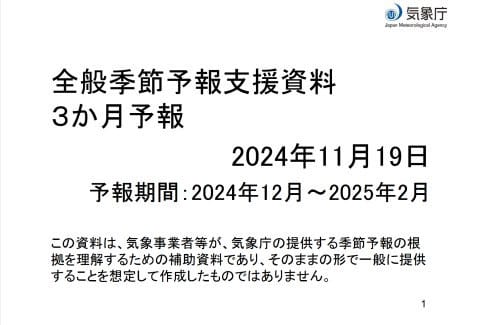 気象庁
Japan Meteorological Agency
全般季節予報支援資料
３か月予報
2024年11月19日
予報期間：2024年12月～2025年2月
この資料は、気象事業者等が、気象庁の提供する季節予報の根
拠を理解するための補助資料であり、そのままの形で一般に提供
することを想定して作成したものではありません。
1